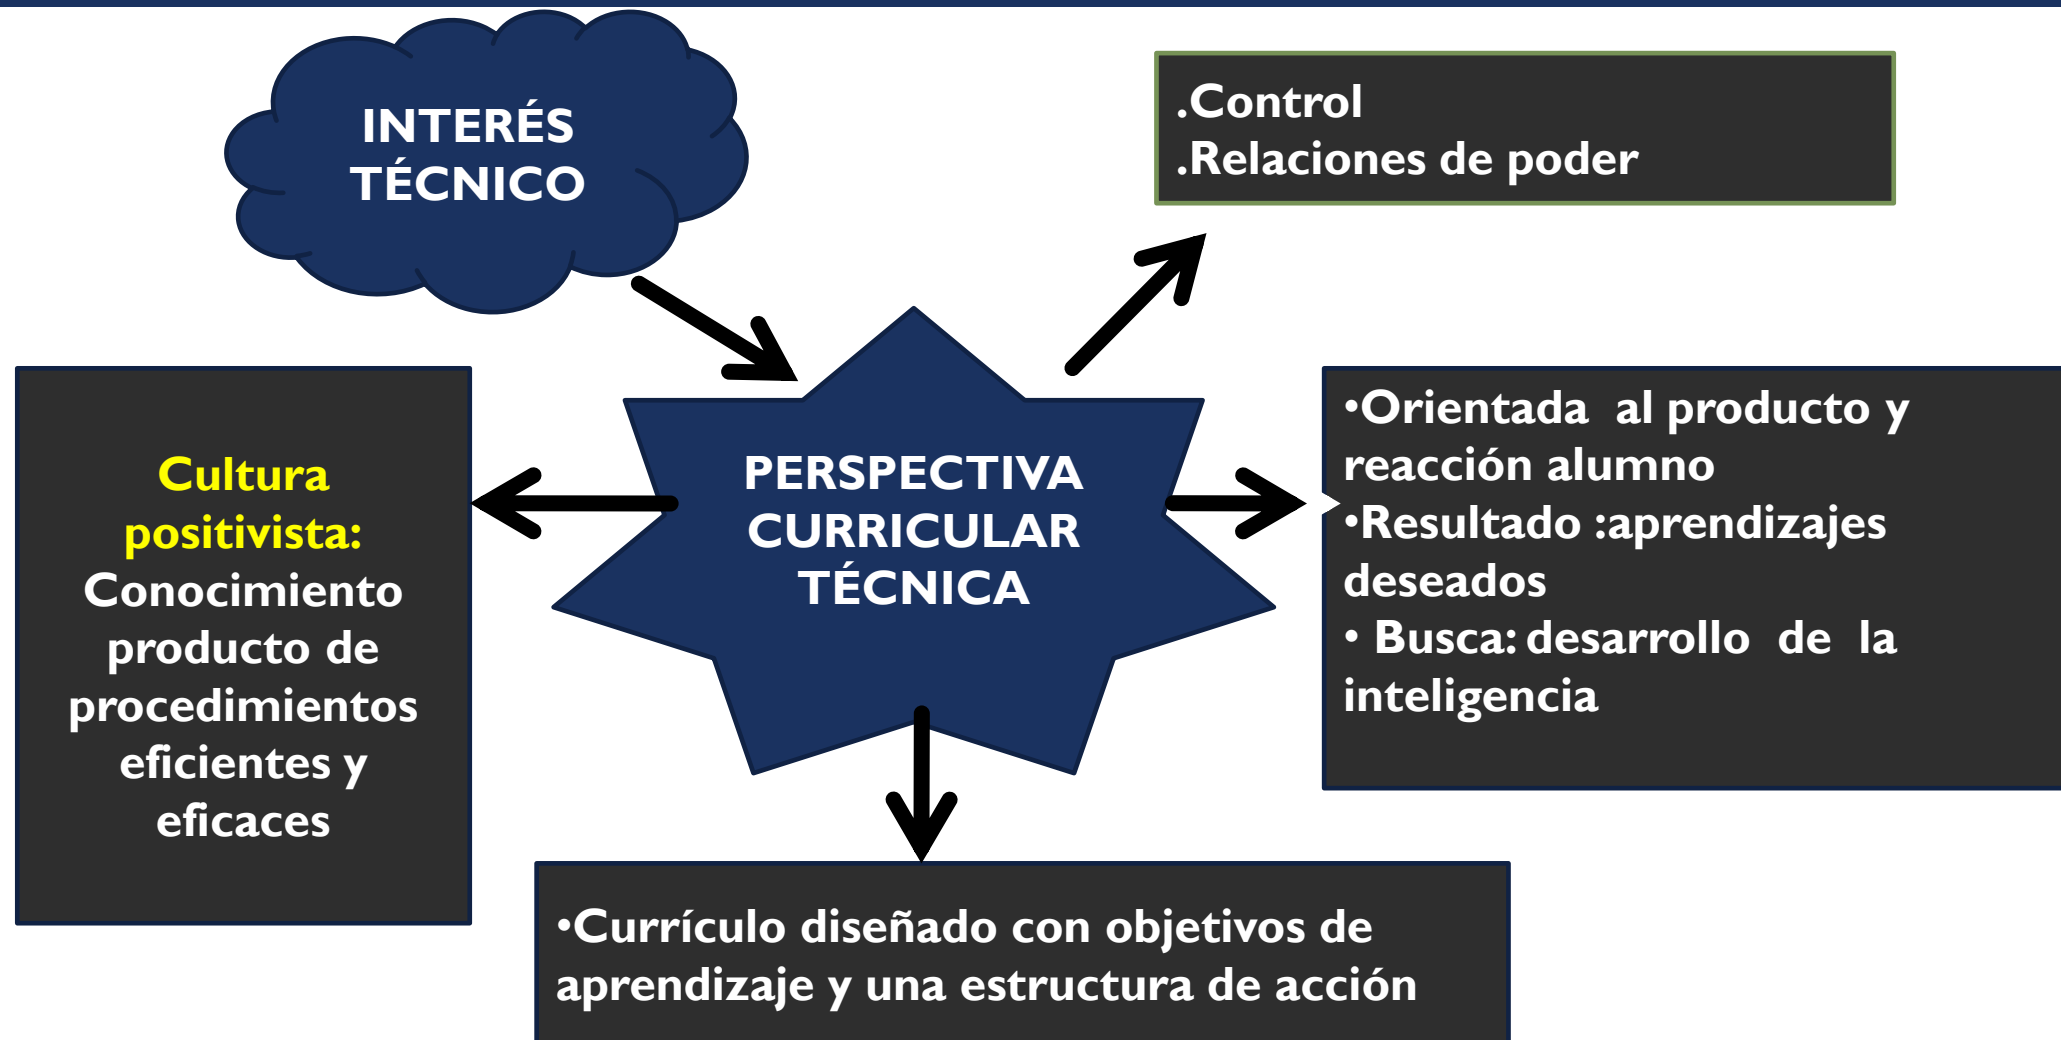 INTERÉS
TÉCNICO
.Control
.Relaciones de poder
Cultura
positivista:
Conocimiento
producto de
procedimientos
eficientes y
eficaces
PERSPECTIVA
CURRICULAR
TÉCNICA
•Orientada al producto y
reacción alumno
•Resultado :aprendizajes
deseados
• Busca: desarrollo de la
inteligencia
•Currículo diseñado con objetivos de
aprendizaje y una estructura de acción